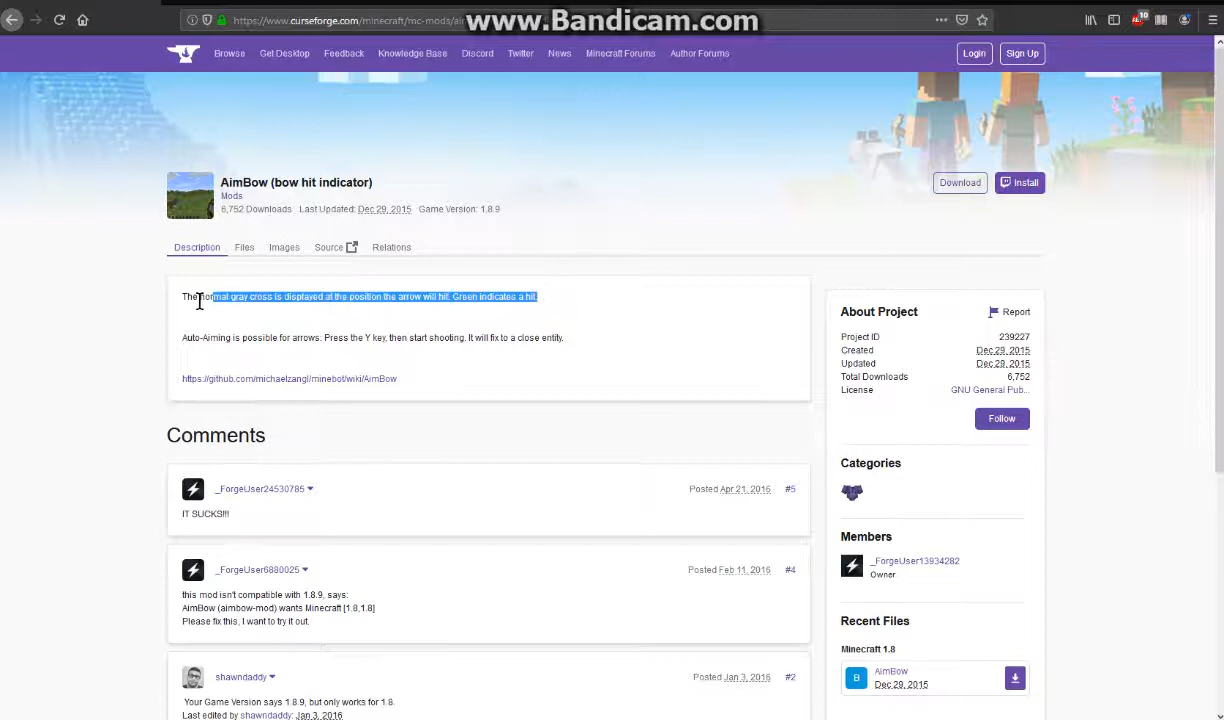 www.Bandicam.com
https://www.curseforge.com/minecraft/mc-mods/ai
10
Browse Get Desktop Feedback Knowledge Base Discord Twitter News Minecraft Forums Author Forums Login Sign Up
AimBow (bow hit indicator)
Mods
6,752 Downloads Last Updated: Dec 29, 2015 Game Version: 1.8.9
Download Install
Description Files Images Source Relations
The normal gray cross is displayed at the position the arrow will hit. Green indicates a hit.
Auto-Aiming is possible for arrows: Press the Y key, then start shooting. It will fix to a close entity.
https://github.com/michaelzangl/minebot/wiki/AimBow
Comments
_ForgeUser24530785 Posted Apr 21, 2016 #5
IT SUCKS!!!
_ForgeUser6880025 Posted Feb 11, 2016 #4
this mod isn't compatible with 1.8.9, says:
AimBow (aimbow-mod) wants Minecraft [1.8,1.8]
Please fix this, I want to try it out.
shawndaddy Posted Jan 3, 2016 #2
Your Game Version says 1.8.9, but only works for 1.8.
Last edited by shawndaddy: Jan 3, 2016
About Project Report
Project ID 239227
Created Dec 29, 2015
Updated Dec 29, 2015
Total Downloads 6,752
License GNU General Pub...
Follow
Categories
Members
_ForgeUser13934282
Owner
Recent Files
Minecraft 1.8
B AimBow
Dec 29, 2015